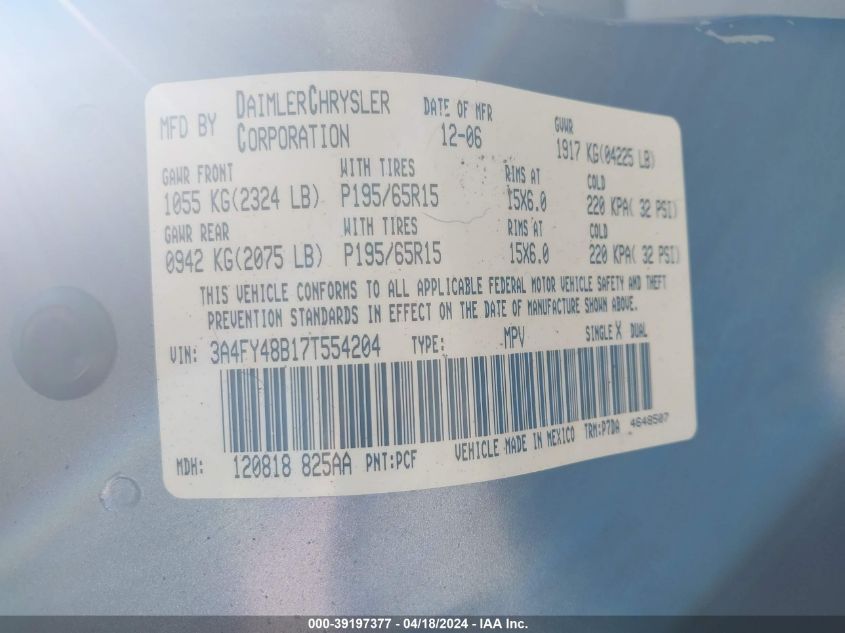 MFD BY DAIMLERCHRYSLER CORPORATION DATE OF MFR 12-06 GVWR 1917 KG(04225 LB)
GAWR FRONT WITH TIRES RIMS AT COLD
1055 KG(2324 LB) P195/65R15 15X6.0 220 KPA( 32 PSI)
GAWR REAR WITH TIRES RIMS AT COLD
0942 KG(2075 LB) P195/65R15 15X6.0 220 KPA( 32 PSI)
THIS VEHICLE CONFORMS TO ALL APPLICABLE FEDERAL MOTOR VEHICLE SAFETY AND THEFT
PREVENTION STANDARDS IN EFFECT ON THE DATE OF MANUFACTURE SHOWN ABOVE.
VIN: 3A4FY48B17T554204 TYPE: MPV SINGLE X DUAL
MDH: 120818 825AA PNT:PCF VEHICLE MADE IN MEXICO TRM:P7DA 4648507
000-39197377 - 04/18/2024 - IAA Inc.